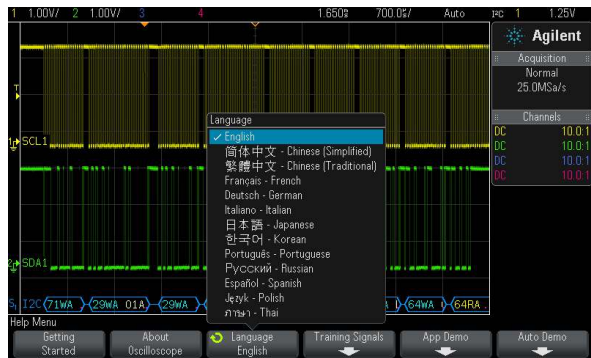 1 1.00V/ 2 1.00V/ 3 4 1.650s 700.0s/ Auto I²C 1 1.25V
Agilent
Acquisition
Normal
25.0MSa/s
Channels
DC 10.0:1
DC 10.0:1
DC 10.0:1
DC 10.0:1
T
1 SCL1
2 SDA1
Language
✓ English
简体中文 - Chinese (Simplified)
繁體中文 - Chinese (Traditional)
Français - French
Deutsch - German
Italiano - Italian
日本語 - Japanese
한국어 - Korean
Português - Portuguese
Русский - Russian
Español - Spanish
Język - Polish
ภาษา - Thai
S₁ I2C 71WA 29WA 01A 29WA 64WA 64RA
Help Menu
Getting Started
About Oscilloscope
Language English
Training Signals
App Demo
Auto Demo